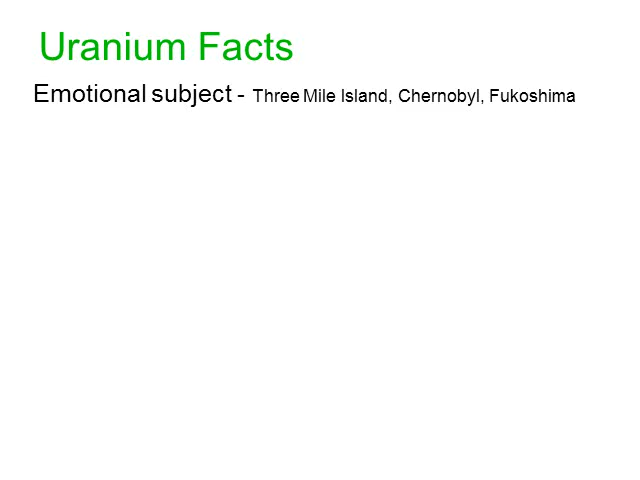 Uranium Facts
Emotional subject - Three Mile Island, Chernobyl, Fukoshima